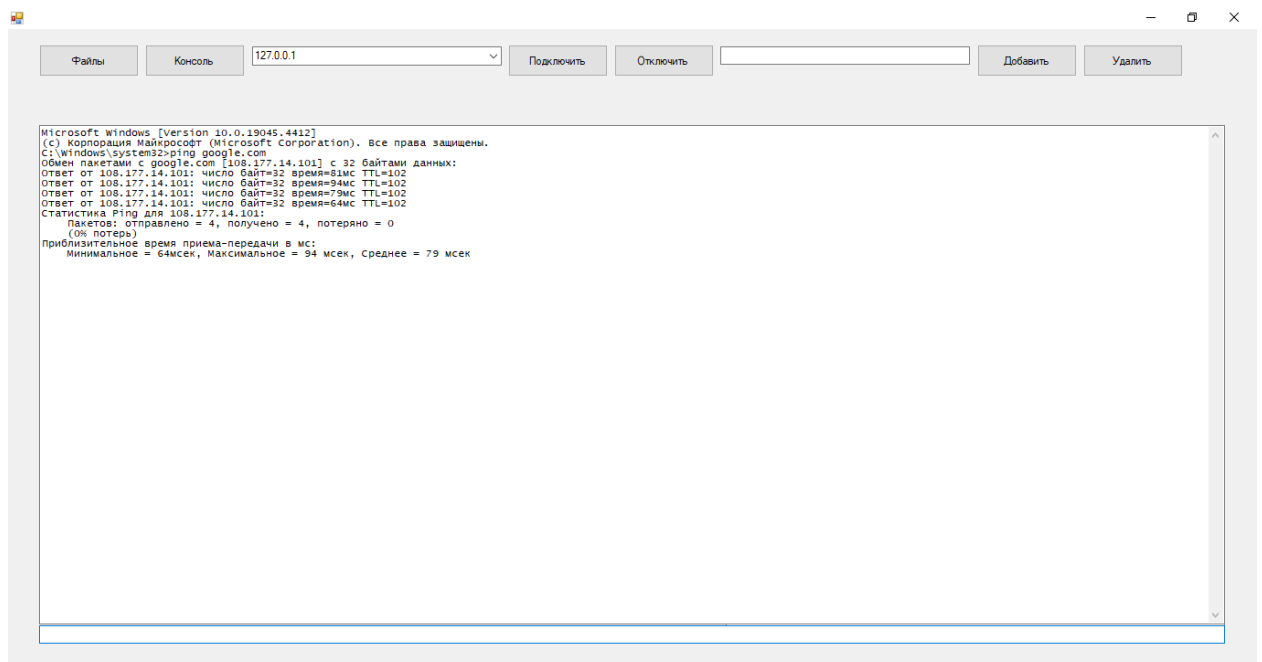 Файлы
Консоль
127.0.0.1
Подключить
Отключить
Добавить
Удалить
Microsoft Windows [Version 10.0.19045.4412]
(c) Корпорация Майкрософт (Microsoft Corporation). Все права защищены.
C:\Windows\system32>ping google.com
Обмен пакетами с google.com [108.177.14.101] с 32 байтами данных:
Ответ от 108.177.14.101: число байт=32 время=81мс TTL=102
Ответ от 108.177.14.101: число байт=32 время=94мс TTL=102
Ответ от 108.177.14.101: число байт=32 время=79мс TTL=102
Ответ от 108.177.14.101: число байт=32 время=64мс TTL=102
Статистика Ping для 108.177.14.101:
    Пакетов: отправлено = 4, получено = 4, потеряно = 0
    (0% потерь)
Приблизительное время приема-передачи в мс:
    Минимальное = 64мсек, Максимальное = 94 мсек, Среднее = 79 мсек